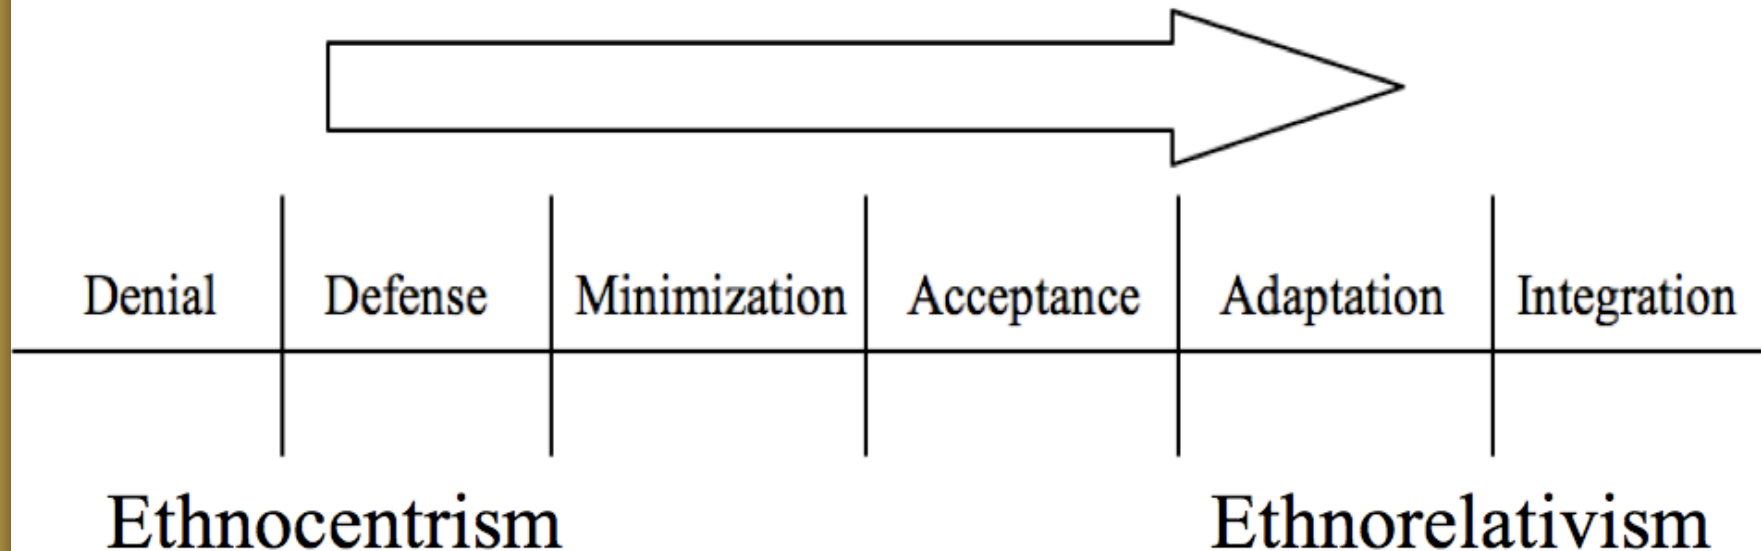 Denial Defense Minimization Acceptance Adaptation Integration
Ethnocentrism Ethnorelativism